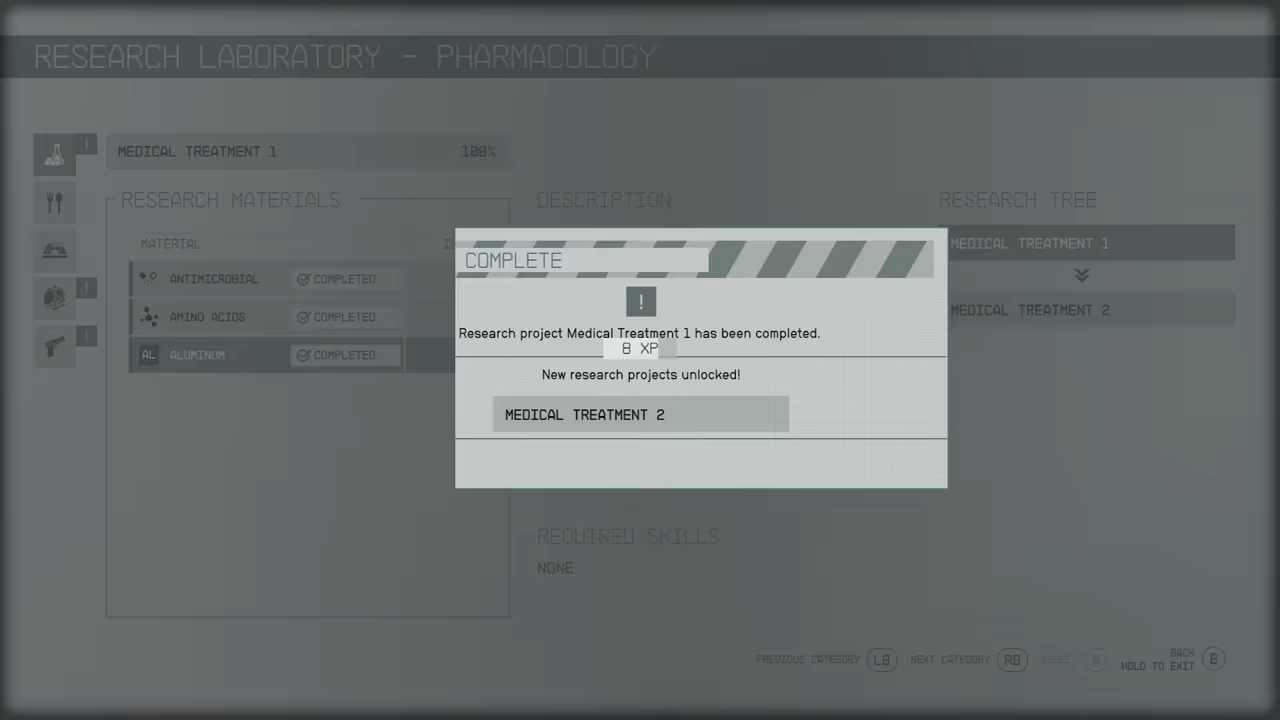 RESEARCH LABORATORY - PHARMACOLOGY
!
MEDICAL TREATMENT 1 100%
RESEARCH MATERIALS
MATERIAL
ANTIMICROBIAL COMPLETED
AMINO ACIDS COMPLETED
AL ALUMINUM COMPLETED
!
!
DESCRIPTION
RESEARCH TREE
MEDICAL TREATMENT 1
MEDICAL TREATMENT 2
COMPLETE
!
Research project Medical Treatment 1 has been completed.
8 XP
New research projects unlocked!
MEDICAL TREATMENT 2
REQUIRED SKILLS
NONE
PREVIOUS CATEGORY LB NEXT CATEGORY RB A
BACK
HOLD TO EXIT B